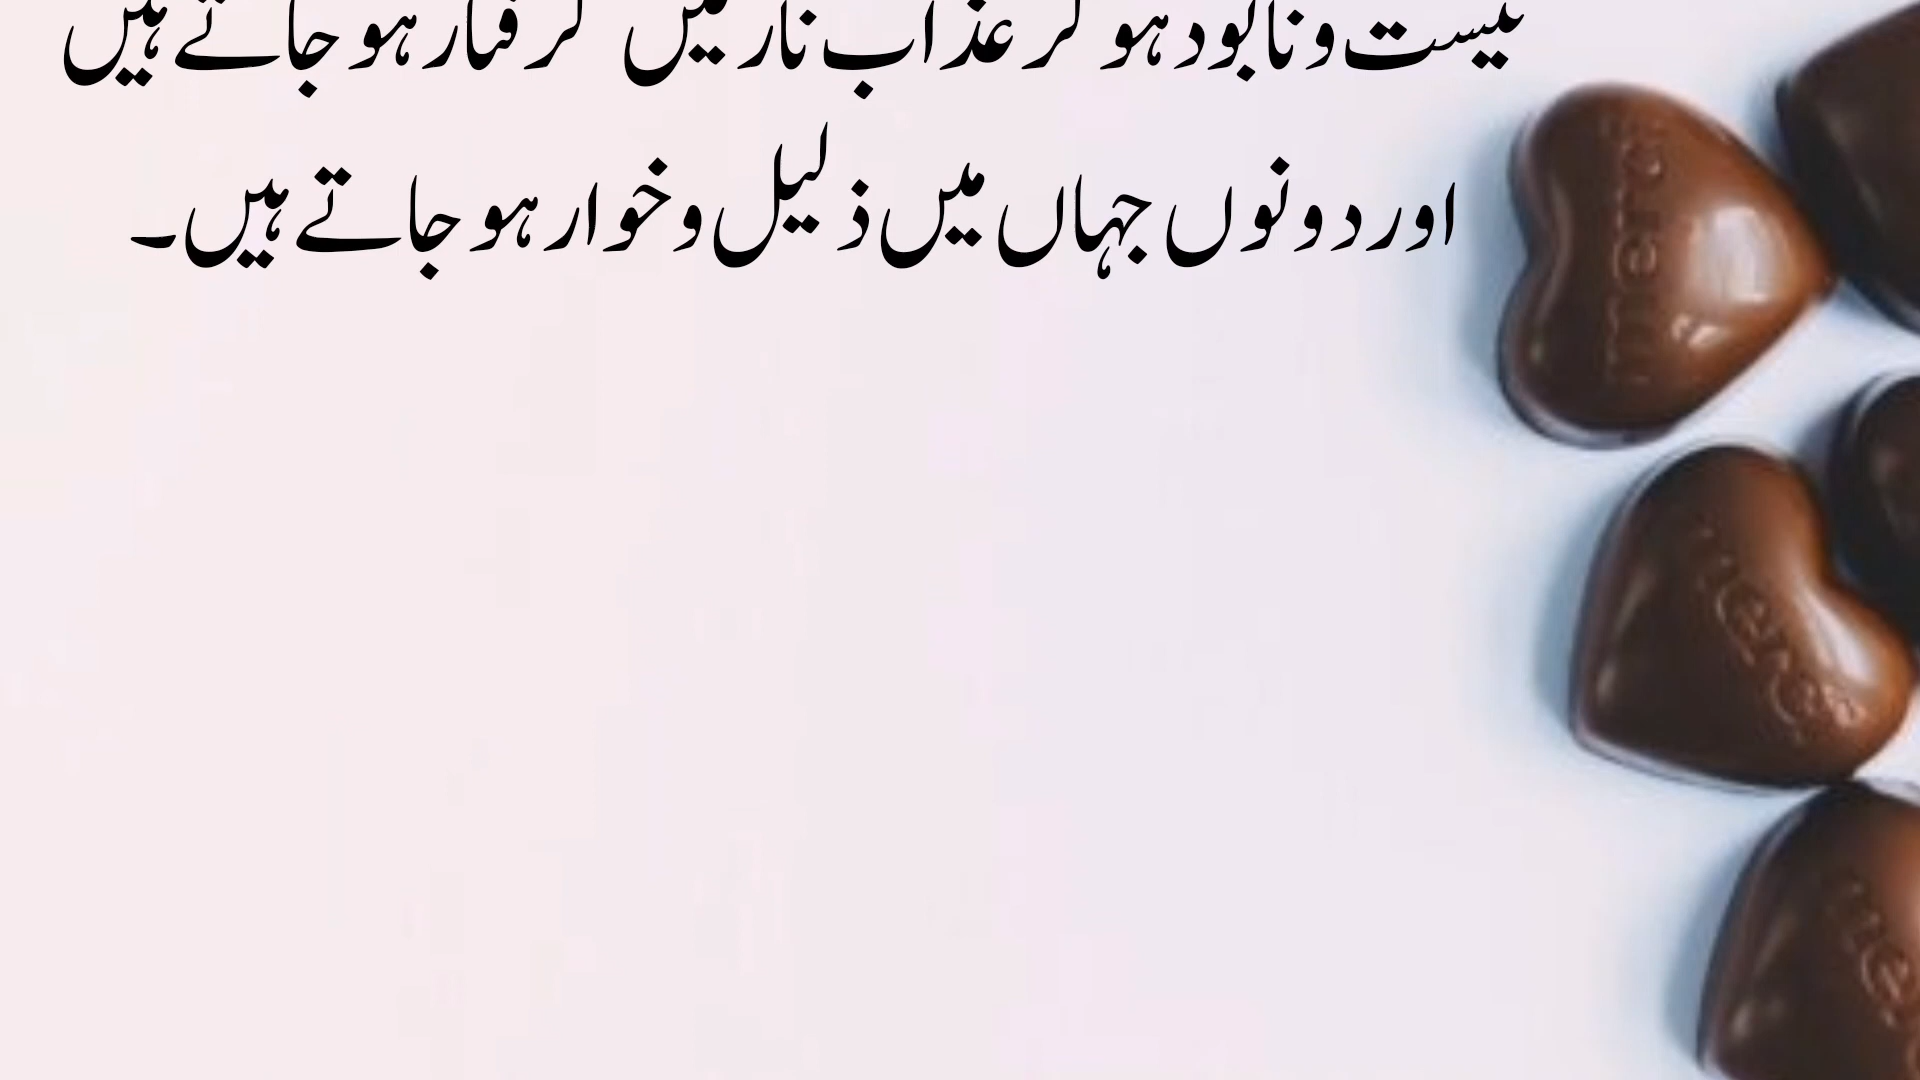 نیست و نابود ہو کر عذاب نار میں گرفتار ہو جاتے ہیں
اور دونوں جہاں میں ذلیل و خوار ہو جاتے ہیں۔